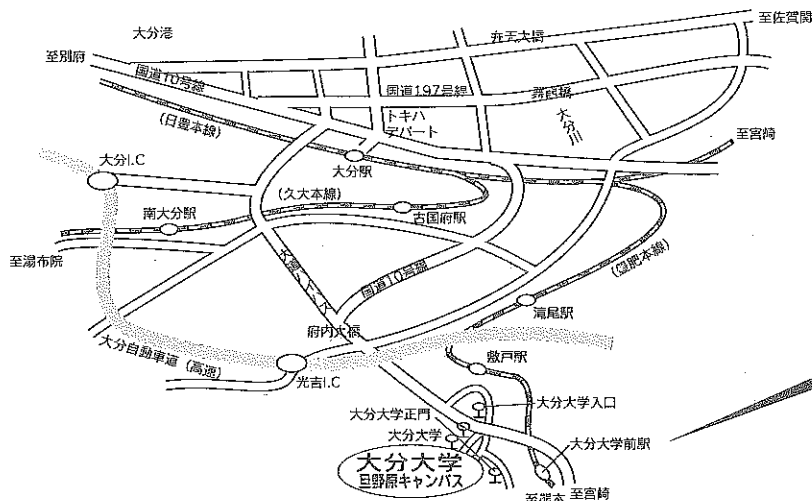 大分港
弁天大橋
至佐賀関
至別府
国道10号線
国道197号線
舞鶴橋
トキハ
デパート
大分川
(日豊本線)
至宮崎
大分I.C
大分駅
(久大本線)
南大分駅
古国府駅
至湯布院
国道10号線
(豊肥本線)
滝尾駅
府内大橋
大分自動車道(高速)
敷戸駅
光吉I.C
大分大学入口
大分大学正門
大分大学
大分大学前駅
大分大学
旦野原キャンパス
至熊本
至宮崎